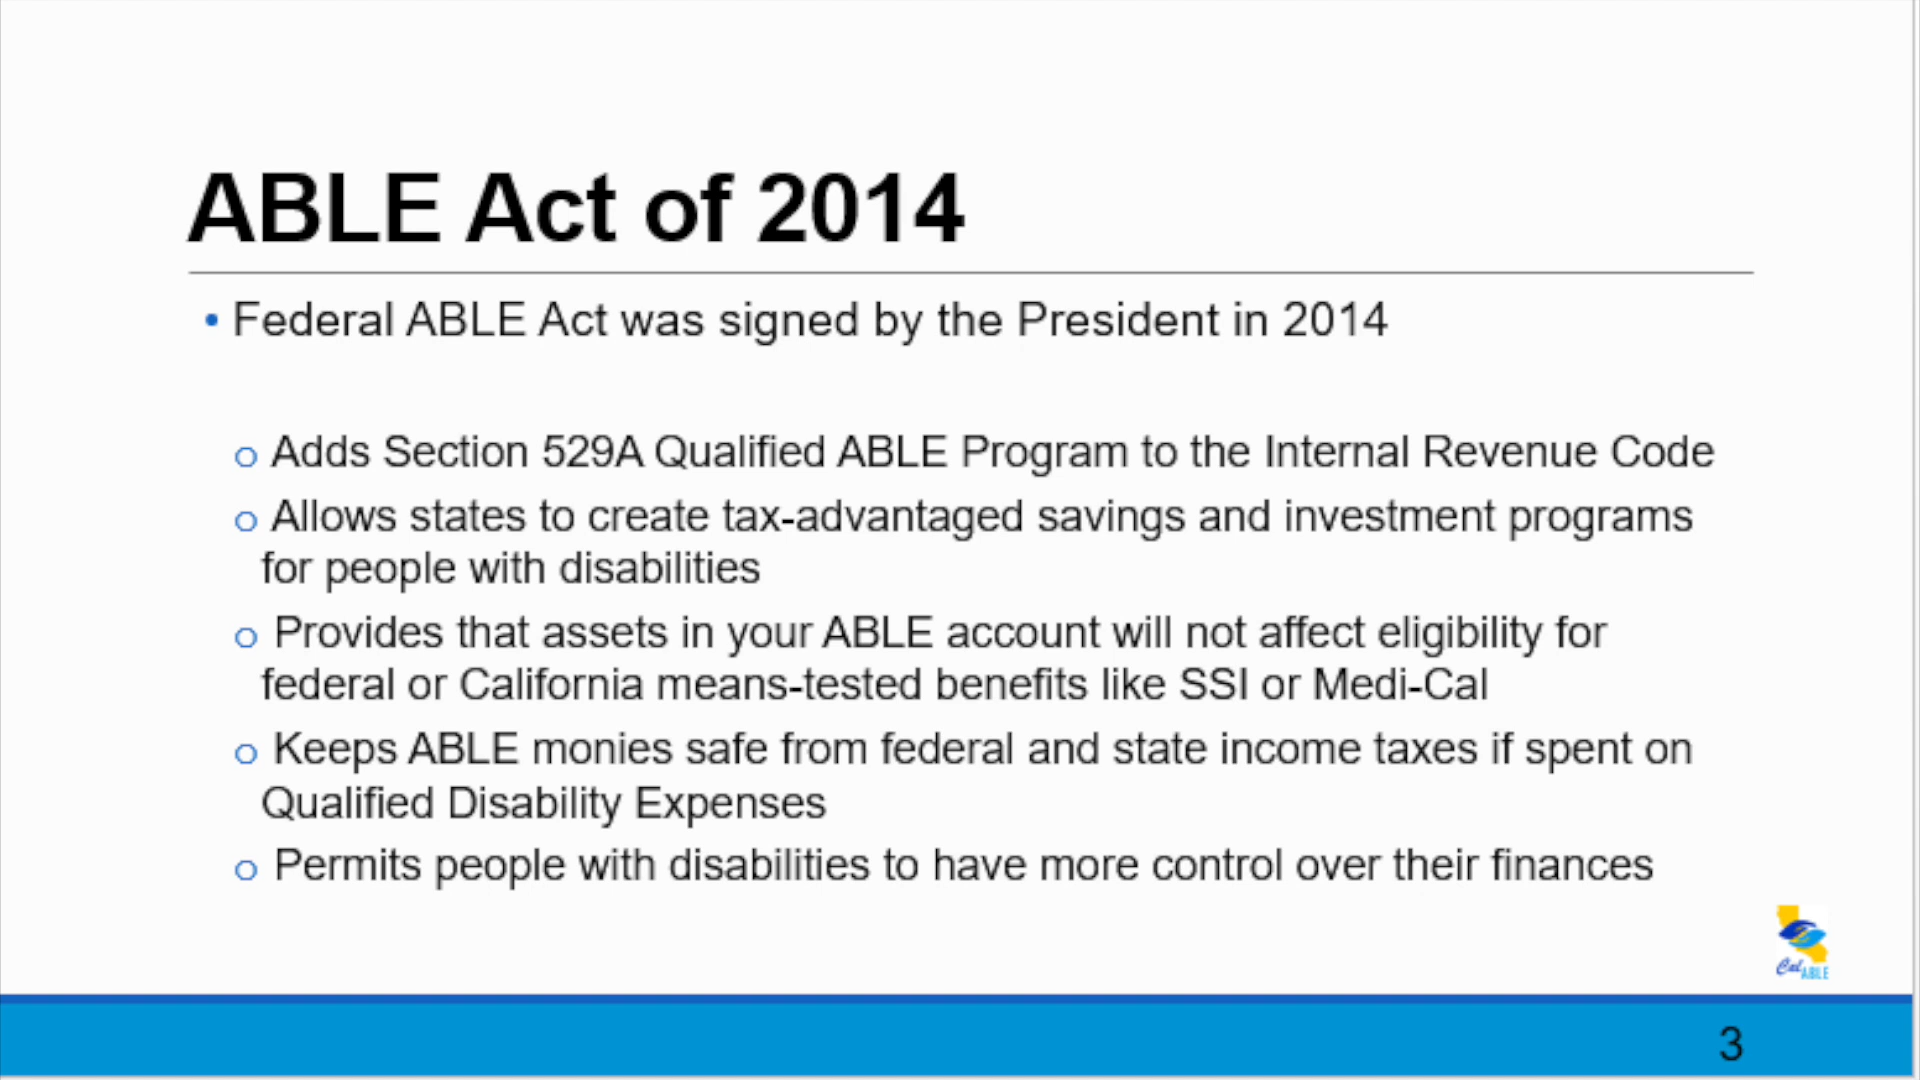 ABLE Act of 2014
• Federal ABLE Act was signed by the President in 2014
o Adds Section 529A Qualified ABLE Program to the Internal Revenue Code
o Allows states to create tax-advantaged savings and investment programs
for people with disabilities
o Provides that assets in your ABLE account will not affect eligibility for
federal or California means-tested benefits like SSI or Medi-Cal
o Keeps ABLE monies safe from federal and state income taxes if spent on
Qualified Disability Expenses
o Permits people with disabilities to have more control over their finances
Cal ABLE
3